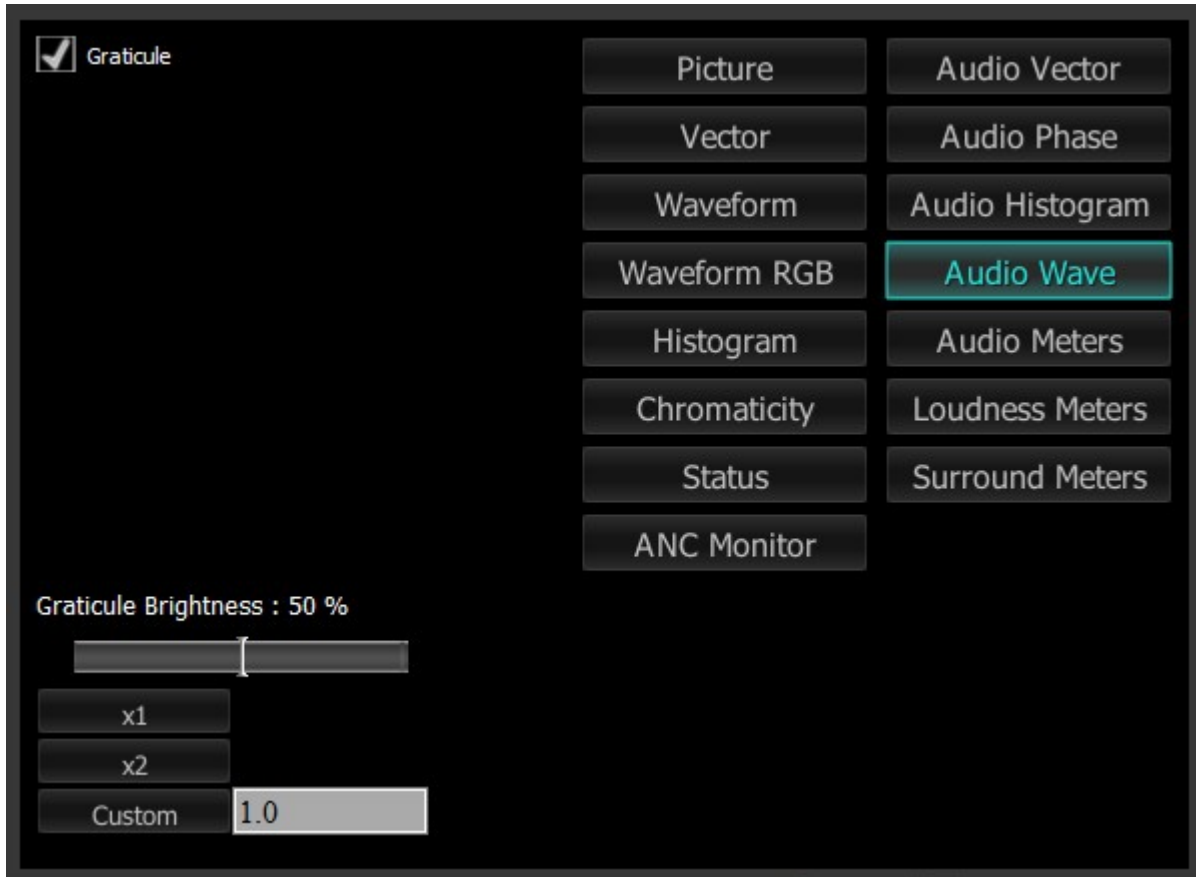 Graticule
Picture
Audio Vector
Vector
Audio Phase
Waveform
Audio Histogram
Waveform RGB
Audio Wave
Histogram
Audio Meters
Chromaticity
Loudness Meters
Status
Surround Meters
ANC Monitor
Graticule Brightness : 50 %
x1
x2
Custom
1.0